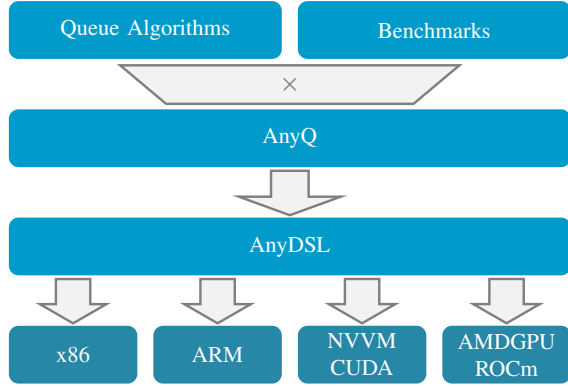 Queue Algorithms
Benchmarks
×
AnyQ
AnyDSL
x86
ARM
NVVM
CUDA
AMDGPU
ROCm